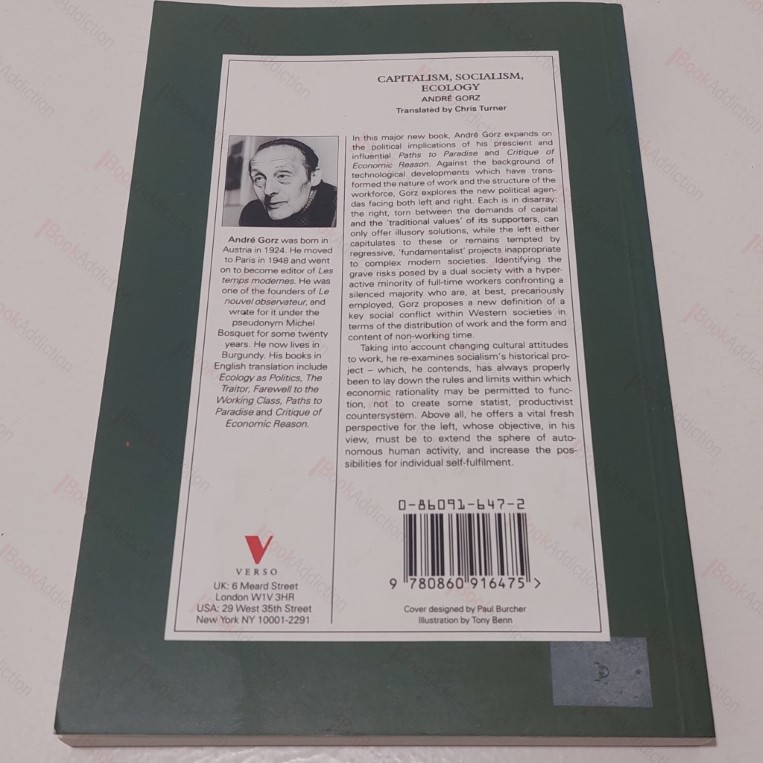 CAPITALISM, SOCIALISM,
ECOLOGY
ANDRÉ GORZ
Translated by Chris Turner
In this major new book, André Gorz expands on
the political implications of his prescient and
influential Paths to Paradise and Critique of
Economic Reason. Against the background of
technological developments which have trans-
formed the nature of work and the structure of the
workforce, Gorz explores the new political agen-
das facing both left and right. Each is in disarray:
the right, torn between the demands of capital
and the 'traditional values' of its supporters, can
only offer illusory solutions, while the left either
capitulates to these or remains tempted by
regressive, 'fundamentalist' projects inappropriate
to complex modern societies. Identifying the
grave risks posed by a dual society with a hyper-
active minority of full-time workers confronting a
silenced majority who are, at best, precariously
employed, Gorz proposes a new definition of a
key social conflict within Western societies in
terms of the distribution of work and the form and
content of non-working time.
Taking into account changing cultural attitudes
to work, he re-examines socialism's historical pro-
ject – which, he contends, has always properly
been to lay down the rules and limits within which
economic rationality may be permitted to func-
tion, not to create some statist, productivist
countersystem. Above all, he offers a vital fresh
perspective for the left, whose objective, in his
view, must be to extend the sphere of auto-
nomous human activity, and increase the pos-
sibilities for individual self-fulfilment.
André Gorz was born in
Austria in 1924. He moved
to Paris in 1948 and went
on to become editor of Les
temps modernes. He was
one of the founders of Le
nouvel observateur, and
wrote for it under the
pseudonym Michel
Bosquet for some twenty
years. He now lives in
Burgundy. His books in
English translation include
Ecology as Politics, The
Traitor, Farewell to the
Working Class, Paths to
Paradise and Critique of
Economic Reason.
VERSO
UK: 6 Meard Street
London W1V 3HR
USA: 29 West 35th Street
New York NY 10001-2291
0-86091-647-2
9 780860 916475 >
Cover designed by Paul Burcher
Illustration by Tony Benn
BookAddiction